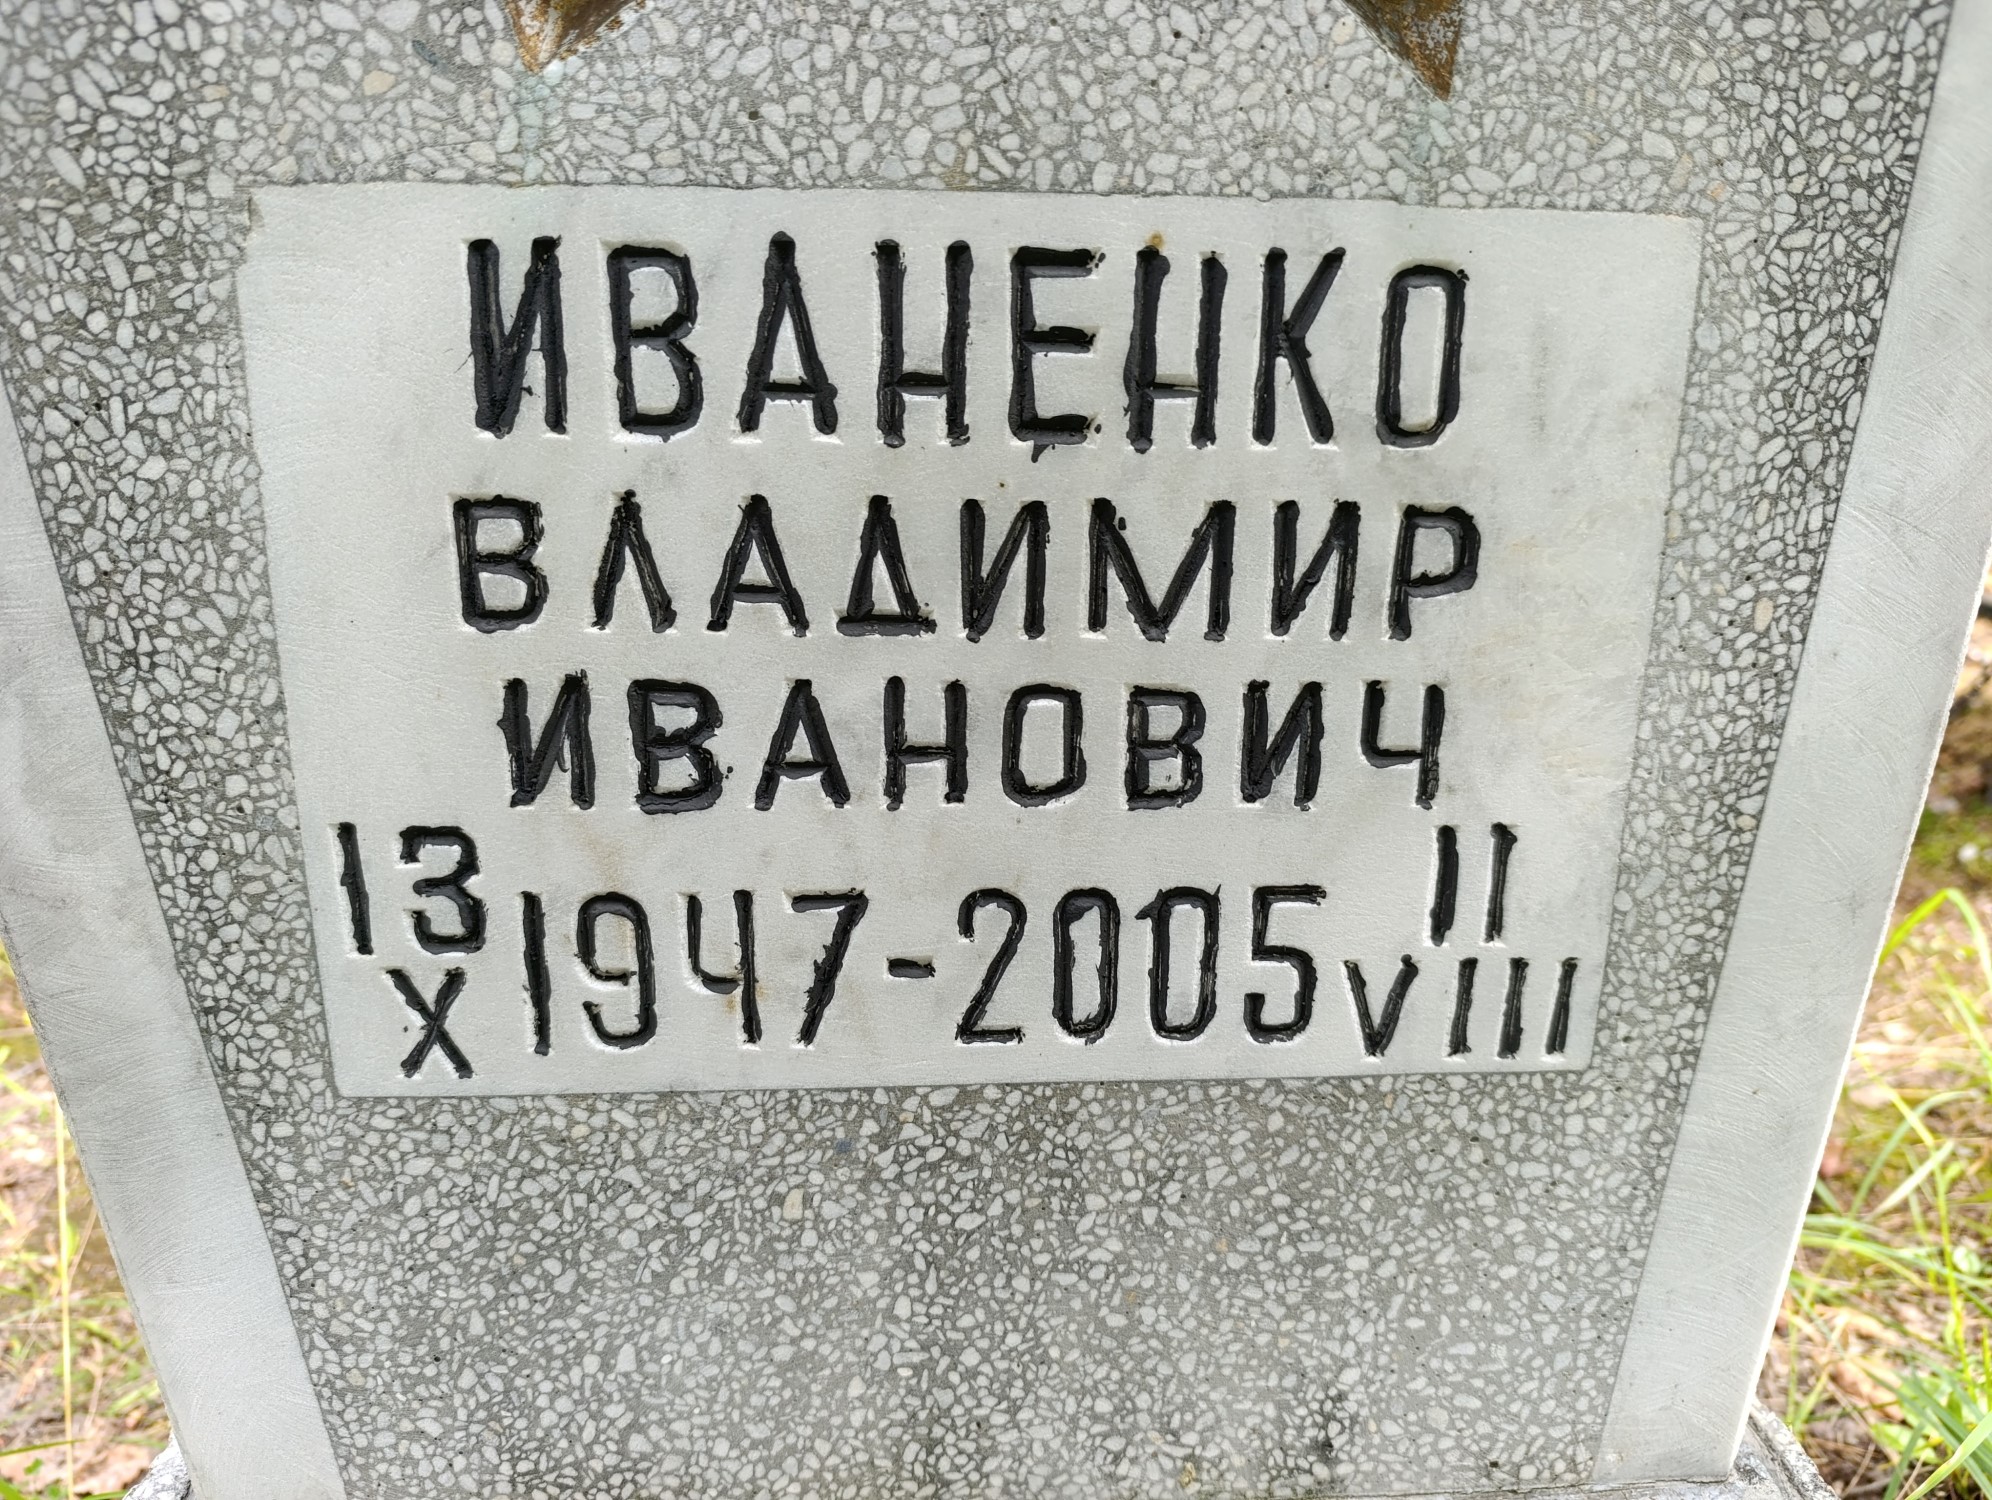 ИВАНЕНКО
ВЛАДИМИР
ИВАНОВИЧ
13 X 1947-2005 11 VIII